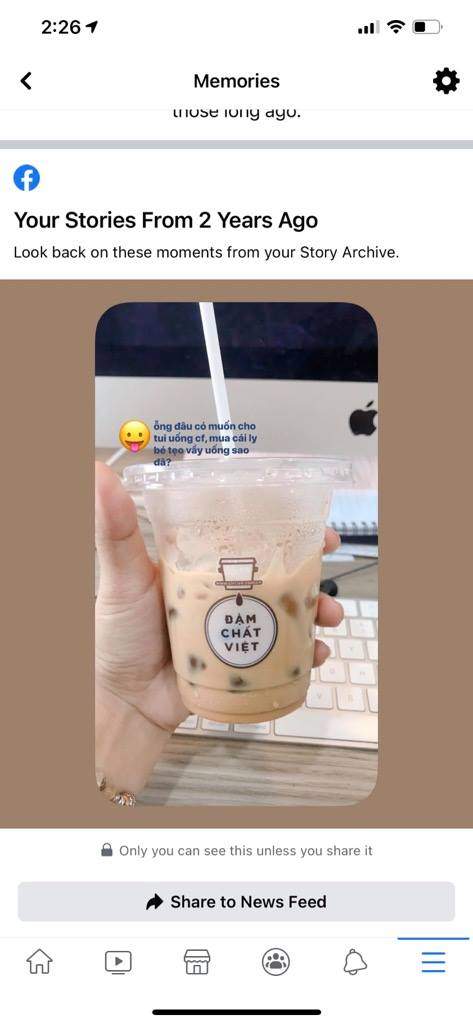 2:26
Memories
those long ago.
Your Stories From 2 Years Ago
Look back on these moments from your Story Archive.
ổng đâu có muốn cho
tui uống cf, mua cái ly
bé tẹo vầy uống sao
đã?
ĐẬM
CHẤT
VIỆT
Only you can see this unless you share it
Share to News Feed